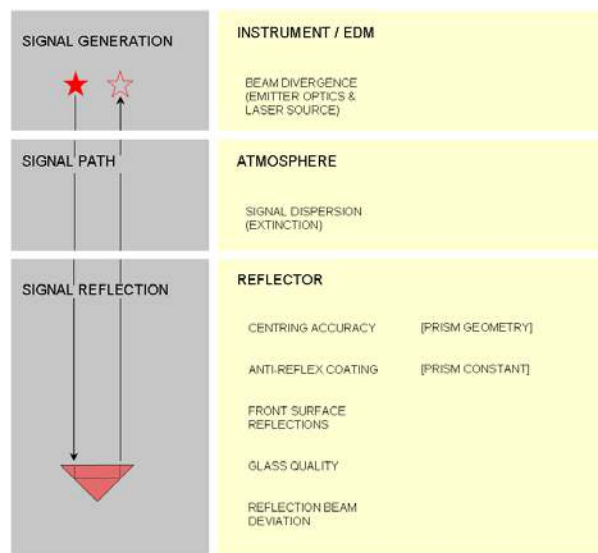 SIGNAL GENERATION
INSTRUMENT / EDM
BEAM DIVERGENCE
(EMITTER OPTICS &
LASER SOURCE)
SIGNAL PATH
ATMOSPHERE
SIGNAL DISPERSION
(EXTINCTION)
SIGNAL REFLECTION
REFLECTOR
CENTRING ACCURACY
[PRISM GEOMETRY]
ANTI-REFLEX COATING
[PRISM CONSTANT]
FRONT SURFACE
REFLECTIONS
GLASS QUALITY
REFLECTION BEAM
DEVIATION